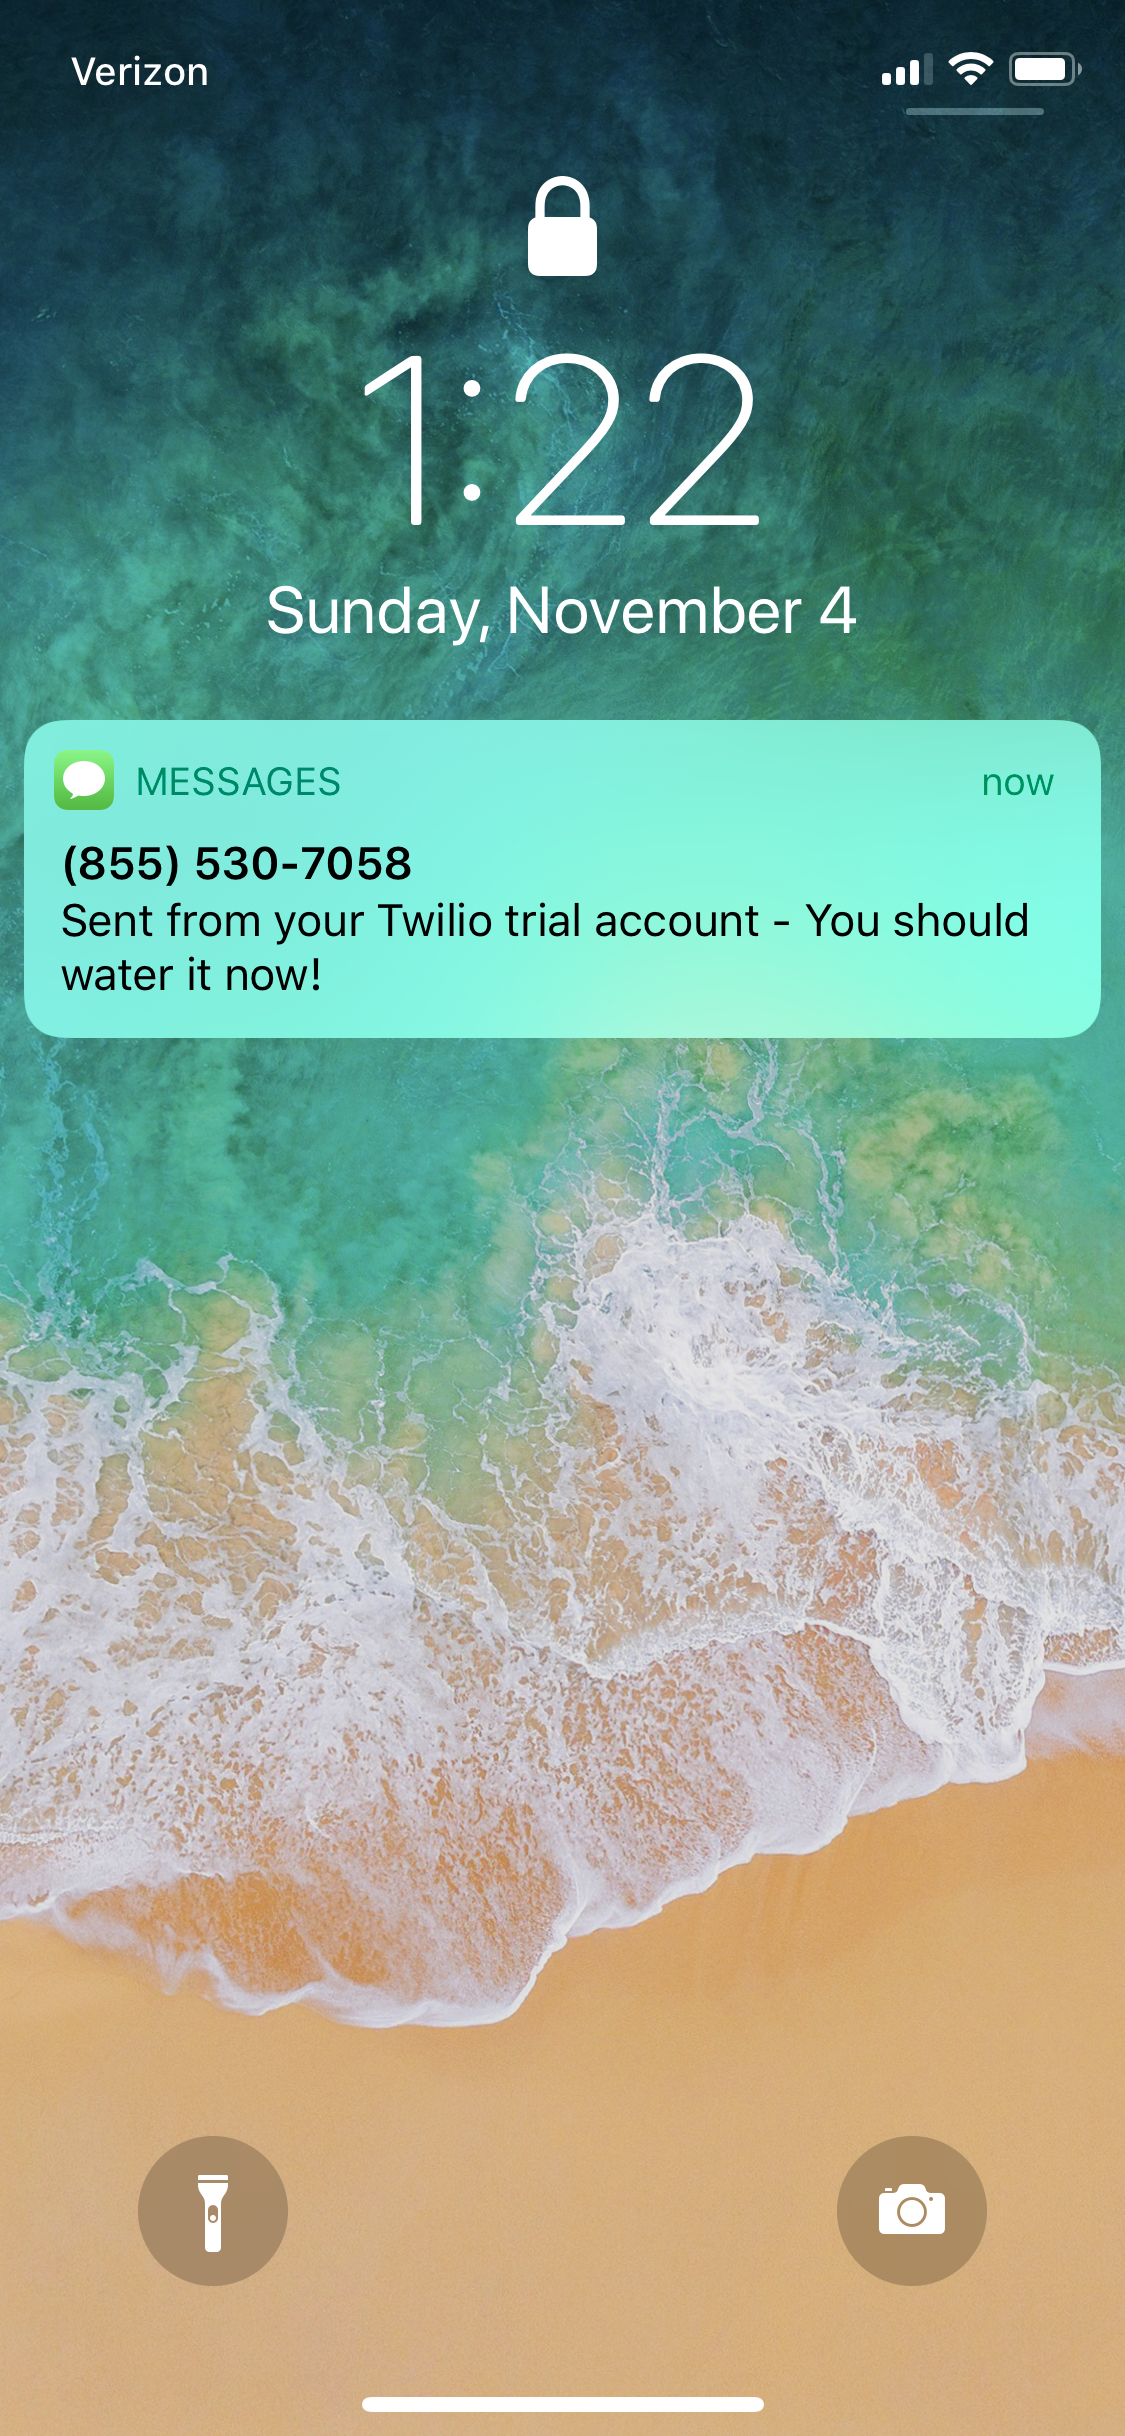 Verizon
1:22
Sunday, November 4
MESSAGES
now
(855) 530-7058
Sent from your Twilio trial account - You should
water it now!